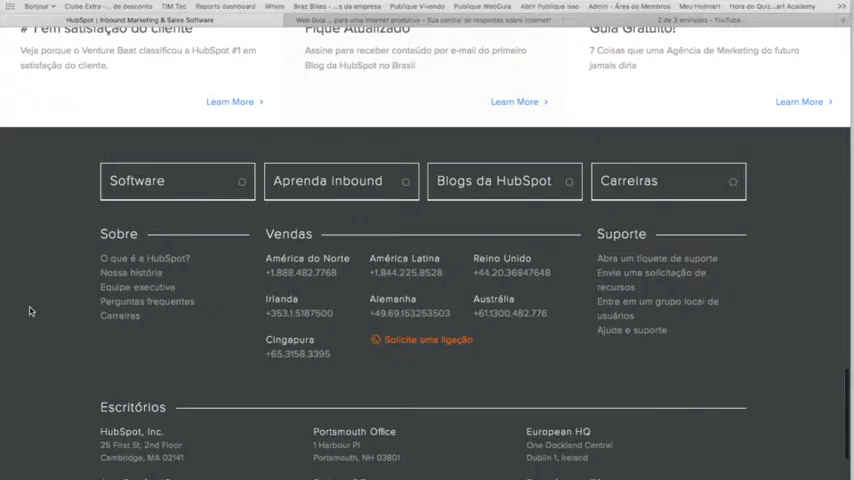 Bonjour
Clube Extra -... de desconto
TIM Tec
Reports dashboard
Whois
Braz Bikes -... s da empresa
Publique Vivendo
Publique WebGuia
Abrir Publique Isso
Admin - Área de Membros
Meu Hotmart
Hora do Quiz...art Academy
HubSpot | Inbound Marketing & Sales Software
Web Guia ... para uma internet produtiva - Sua central de respostas sobre internet!
2 de 3 enviados - YouTube
# 1 em satisfação do cliente
Fique Atualizado
Guia Gratuito!
Veja porque o Venture Beat classificou a HubSpot #1 em
satisfação do cliente.
Assine para receber conteúdo por e-mail do primeiro
Blog da HubSpot no Brasil
7 Coisas que uma Agência de Marketing do futuro
jamais diria
Learn More >
Learn More >
Learn More >
Software
Aprenda inbound
Blogs da HubSpot
Carreiras
Sobre
O que é a HubSpot?
Nossa história
Equipe executiva
Perguntas frequentes
Carreiras
Vendas
América do Norte
+1.888.482.7768
América Latina
+1.844.225.8528
Reino Unido
+44.20.36847648
Irlanda
+353.1.5187500
Alemanha
+49.69.153253503
Austrália
+61.1300.482.776
Cingapura
+65.3158.3395
Solicite uma ligação
Suporte
Abra um tíquete de suporte
Envie uma solicitação de
recursos
Entre em um grupo local de
usuários
Ajuda e suporte
Escritórios
HubSpot, Inc.
25 First St, 2nd Floor
Cambridge, MA 02141
Portsmouth Office
1 Harbour Pl
Portsmouth, NH 03801
European HQ
One Dockland Central
Dublin 1, Ireland